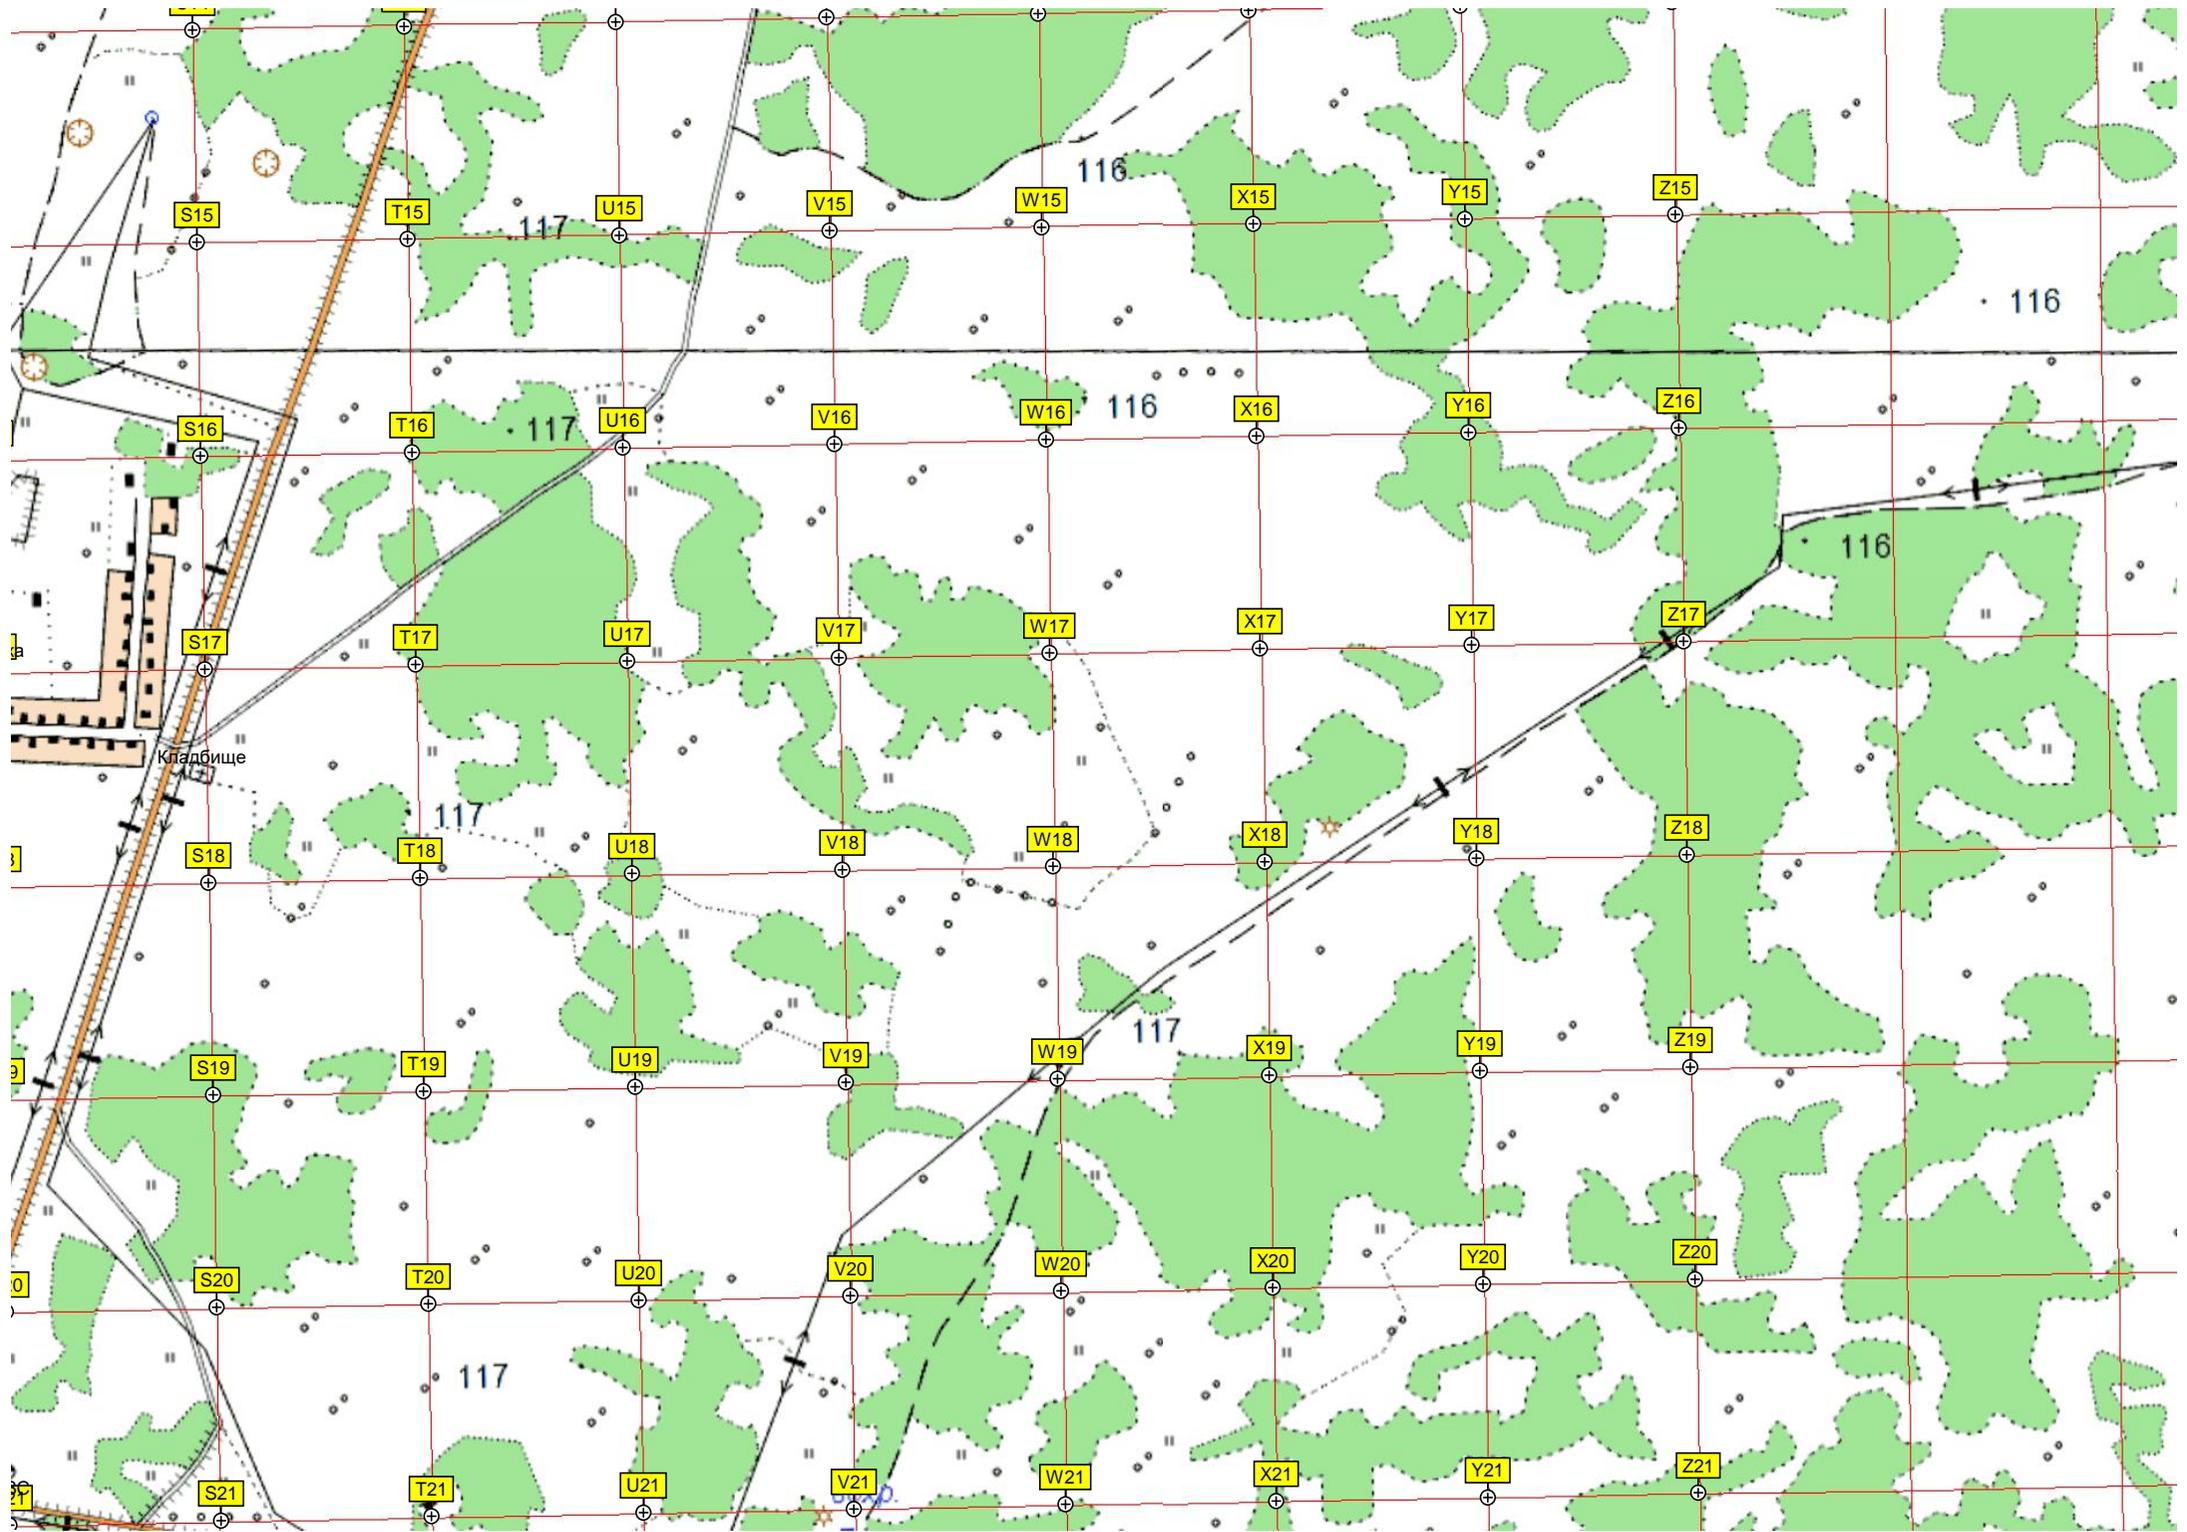 116
S15 T15 U15 V15 W15 X15 Y15 Z15
117
116
S16 T16 U16 V16 W16 X16 Y16 Z16
117
116
116
S17 T17 U17 V17 W17 X17 Y17 Z17
Кладбище
117
S18 T18 U18 V18 W18 X18 Y18 Z18
117
S19 T19 U19 V19 W19 X19 Y19 Z19
S20 T20 U20 V20 W20 X20 Y20 Z20
117
S21 T21 U21 V21 W21 X21 Y21 Z21